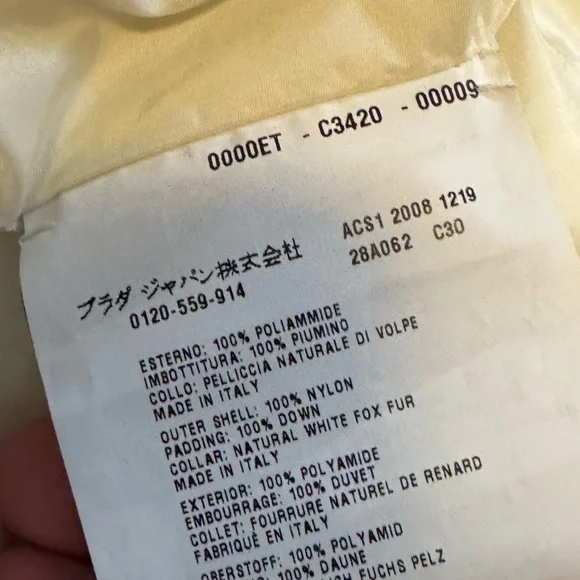 0000ET - C3420 - 00009
ACS1 2008 1219
28A062 C30
プラダ ジャパン株式会社
0120-559-914
ESTERNO: 100% POLIAMMIDE
IMBOTTITURA: 100% PIUMINO
COLLO: PELLICCIA NATURALE DI VOLPE
MADE IN ITALY
OUTER SHELL: 100% NYLON
PADDING: 100% DOWN
COLLAR: NATURAL WHITE FOX FUR
MADE IN ITALY
EXTERIOR: 100% POLYAMIDE
EMBOURRAGE: 100% DUVET
COLLET: FOURRURE NATUREL DE RENARD
FABRIQUÉ EN ITALY
OBERSTOFF: 100% POLYAMID
100% DAUNE
FUCHS PELZ